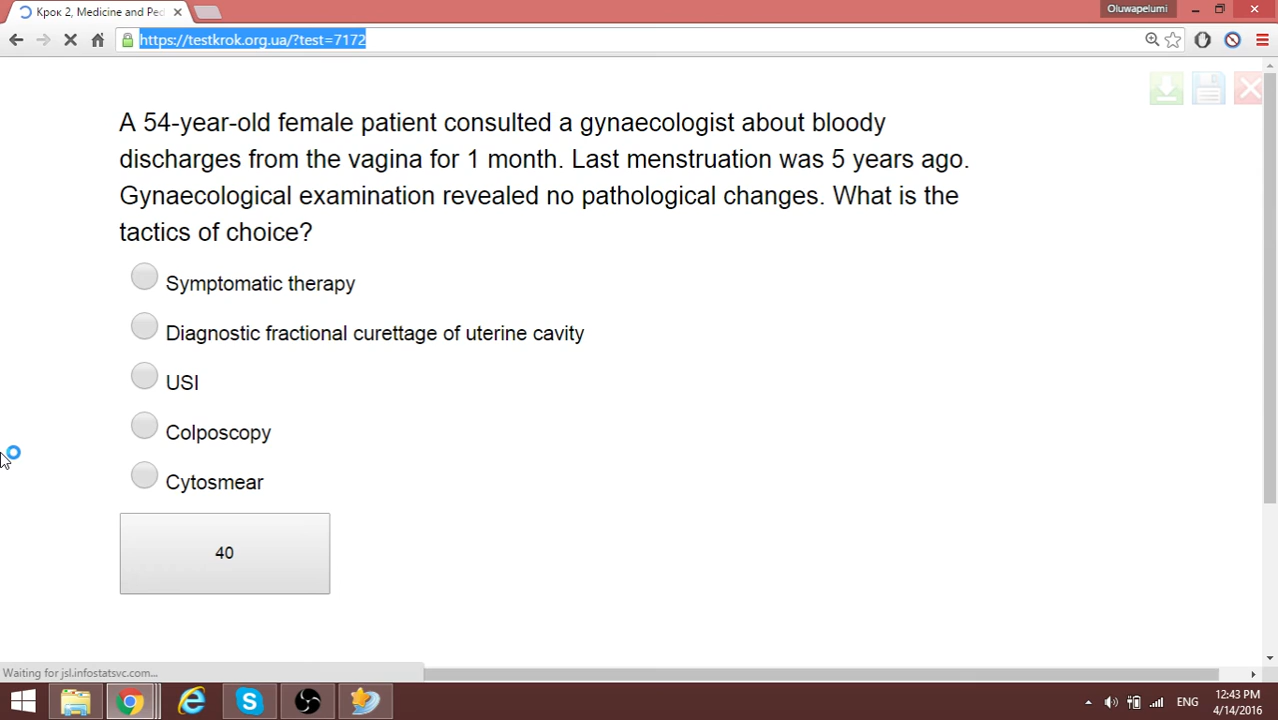 Крок 2, Medicine and Ped
Oluwapelumi
https://testkrok.org.ua/?test=7172
A 54-year-old female patient consulted a gynaecologist about bloody
discharges from the vagina for 1 month. Last menstruation was 5 years ago.
Gynaecological examination revealed no pathological changes. What is the
tactics of choice?
Symptomatic therapy
Diagnostic fractional curettage of uterine cavity
USI
Colposcopy
Cytosmear
40
Waiting for jsl.infostatsvc.com...
ENG
12:43 PM
4/14/2016